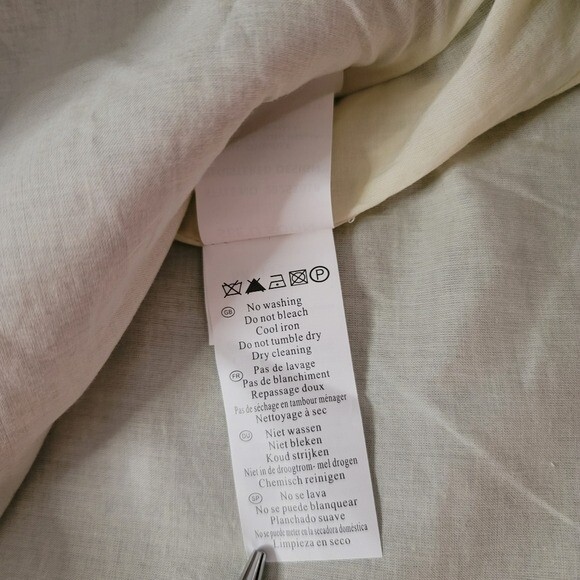 P
GB
No washing
Do not bleach
Cool iron
Do not tumble dry
Dry cleaning
FR
Pas de lavage
Pas de blanchiment
Repassage doux
Pas de séchage en tambour ménager
Nettoyage à sec
DU
Niet wassen
Niet bleken
Koud strijken
Niet in de droogtrom- mel drogen
Chemisch reinigen
SP
No se lava
No se puede blanquear
Planchado suave
No se puede meter en la secadora doméstica
Limpieza en seco